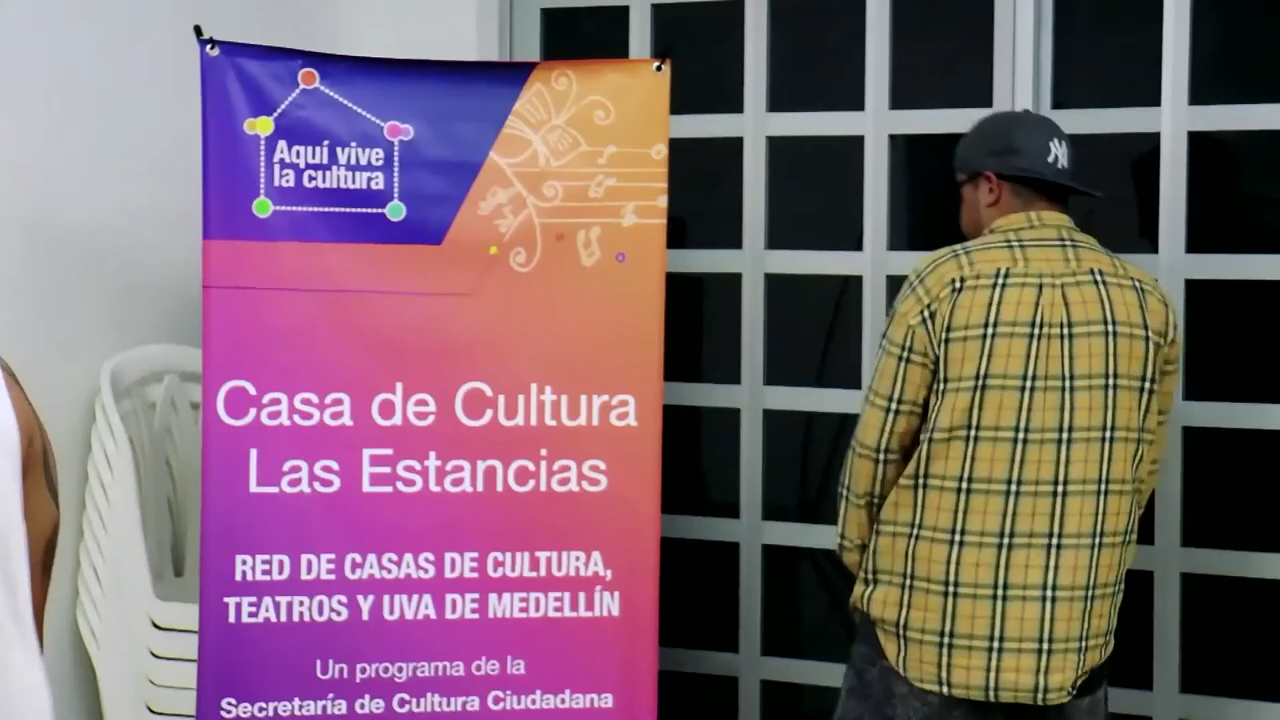 Aquí vive
la cultura
Casa de Cultura
Las Estancias
RED DE CASAS DE CULTURA,
TEATROS Y UVA DE MEDELLÍN
Un programa de la
Secretaría de Cultura Ciudadana
NY